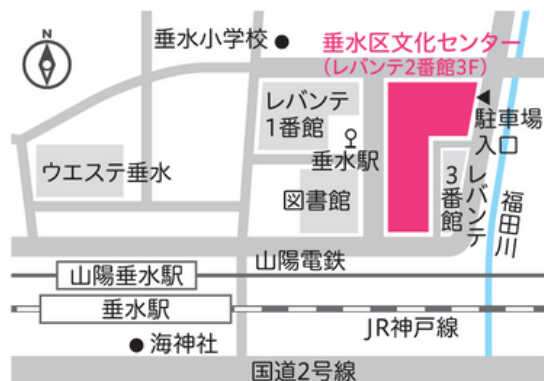 N
垂水小学校
垂水区文化センター
（レバンテ2番館3F）
レバンテ
1番館
駐車場
入口
垂水駅
ウエステ垂水
図書館
レバンテ
3番館
福田川
山陽電鉄
山陽垂水駅
垂水駅
JR神戸線
海神社
国道2号線